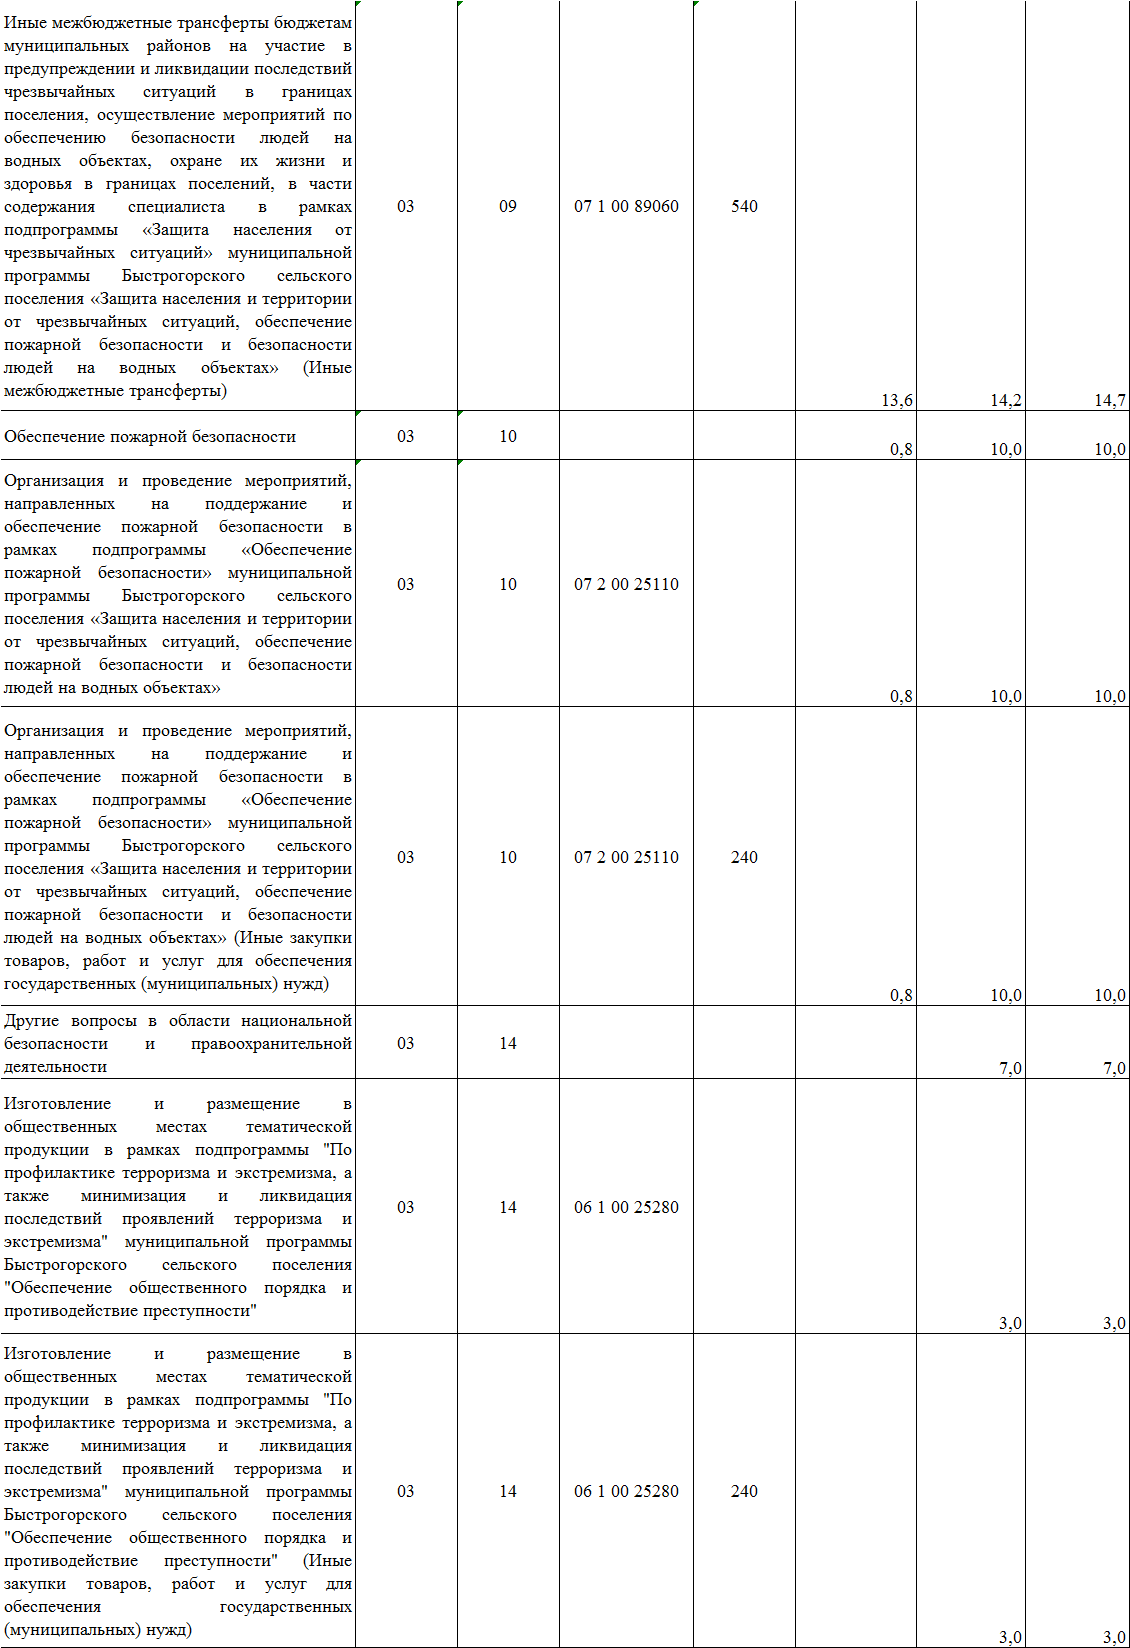 Иные межбюджетные трансферты бюджетам
муниципальных районов на участие в
предупреждении и ликвидации последствий
чрезвычайных ситуаций в границах
поселения, осуществление мероприятий по
обеспечению безопасности людей на
водных объектах, охране их жизни и
здоровья в границах поселений, в части
содержания специалиста в рамках
подпрограммы «Защита населения от
чрезвычайных ситуаций» муниципальной
программы Быстрогорского сельского
поселения «Защита населения и территории
от чрезвычайных ситуаций, обеспечение
пожарной безопасности и безопасности
людей на водных объектах» (Иные
межбюджетные трансферты)
03 09 07 1 00 89060 540 13,6 14,2 14,7
Обеспечение пожарной безопасности 03 10 0,8 10,0 10,0
Организация и проведение мероприятий,
направленных на поддержание и
обеспечение пожарной безопасности в
рамках подпрограммы «Обеспечение
пожарной безопасности» муниципальной
программы Быстрогорского сельского
поселения «Защита населения и территории
от чрезвычайных ситуаций, обеспечение
пожарной безопасности и безопасности
людей на водных объектах»
03 10 07 2 00 25110 0,8 10,0 10,0
Организация и проведение мероприятий,
направленных на поддержание и
обеспечение пожарной безопасности в
рамках подпрограммы «Обеспечение
пожарной безопасности» муниципальной
программы Быстрогорского сельского
поселения «Защита населения и территории
от чрезвычайных ситуаций, обеспечение
пожарной безопасности и безопасности
людей на водных объектах» (Иные закупки
товаров, работ и услуг для обеспечения
государственных (муниципальных) нужд)
03 10 07 2 00 25110 240 0,8 10,0 10,0
Другие вопросы в области национальной
безопасности и правоохранительной
деятельности
03 14 7,0 7,0
Изготовление и размещение в
общественных местах тематической
продукции в рамках подпрограммы "По
профилактике терроризма и экстремизма, а
также минимизация и ликвидация
последствий проявлений терроризма и
экстремизма" муниципальной программы
Быстрогорского сельского поселения
"Обеспечение общественного порядка и
противодействие преступности"
03 14 06 1 00 25280 3,0 3,0
Изготовление и размещение в
общественных местах тематической
продукции в рамках подпрограммы "По
профилактике терроризма и экстремизма, а
также минимизация и ликвидация
последствий проявлений терроризма и
экстремизма" муниципальной программы
Быстрогорского сельского поселения
"Обеспечение общественного порядка и
противодействие преступности" (Иные
закупки товаров, работ и услуг для
обеспечения государственных
(муниципальных) нужд)
03 14 06 1 00 25280 240 3,0 3,0